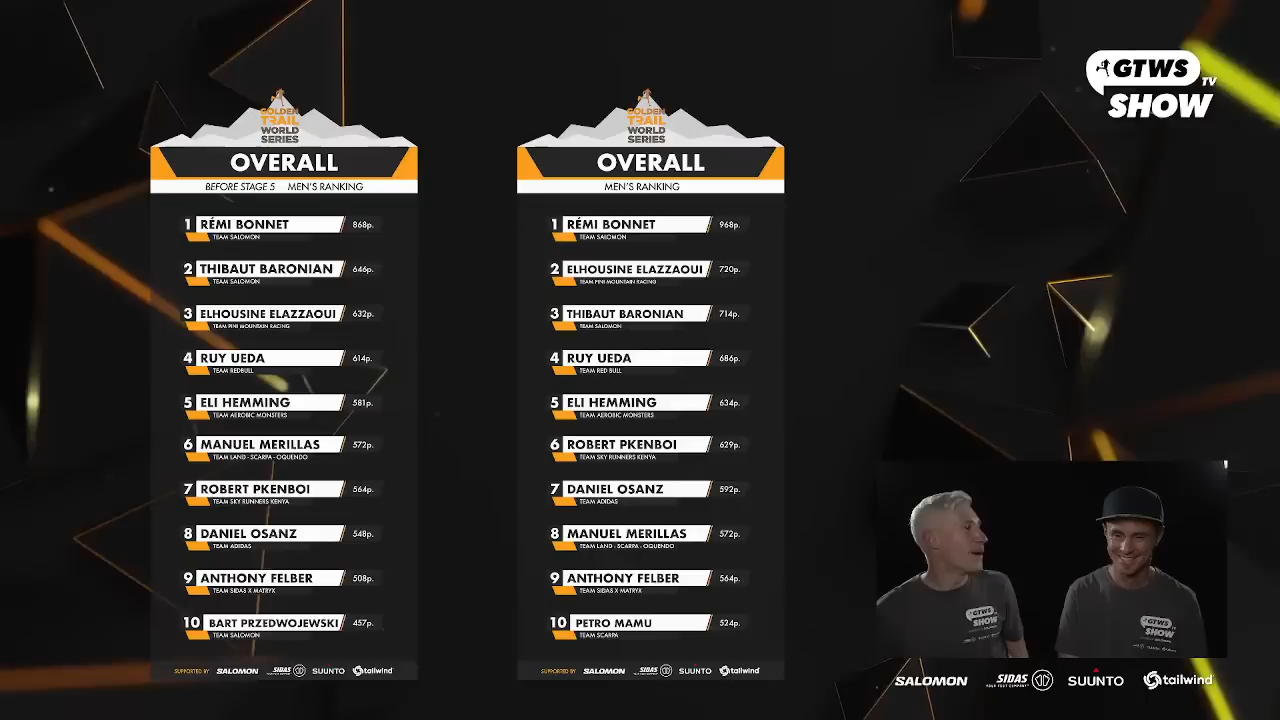 GTWS TV
SHOW
GOLDEN
TRAIL
WORLD
SERIES
OVERALL
BEFORE STAGE 5 MEN'S RANKING
1 RÉMI BONNET 868p.
TEAM SALOMON
2 THIBAUT BARONIAN 646p.
TEAM SALOMON
3 ELHOUSINE ELAZZAOUI 632p.
TEAM PINI MOUNTAIN RACING
4 RUY UEDA 614p.
TEAM REDBULL
5 ELI HEMMING 581p.
TEAM AEROBIC MONSTERS
6 MANUEL MERILLAS 572p.
TEAM LAND - SCARPA - OQUENDO
7 ROBERT PKENBOI 564p.
TEAM SKY RUNNERS KENYA
8 DANIEL OSANZ 548p.
TEAM ADIDAS
9 ANTHONY FELBER 508p.
TEAM SIDAS X MATRYX
10 BART PRZEDWOJEWSKI 457p.
TEAM SALOMON
SUPPORTED BY SALOMON SIDAS SUUNTO tailwind
GOLDEN
TRAIL
WORLD
SERIES
OVERALL
MEN'S RANKING
1 RÉMI BONNET 968p.
TEAM SALOMON
2 ELHOUSINE ELAZZAOUI 720p.
TEAM PINI MOUNTAIN RACING
3 THIBAUT BARONIAN 714p.
TEAM SALOMON
4 RUY UEDA 686p.
TEAM RED BULL
5 ELI HEMMING 634p.
TEAM AEROBIC MONSTERS
6 ROBERT PKENBOI 629p.
TEAM SKY RUNNERS KENYA
7 DANIEL OSANZ 592p.
TEAM ADIDAS
8 MANUEL MERILLAS 572p.
TEAM LAND - SCARPA - OQUENDO
9 ANTHONY FELBER 564p.
TEAM SIDAS X MATRYX
10 PETRO MAMU 524p.
TEAM SCARPA
SUPPORTED BY SALOMON SIDAS SUUNTO tailwind
GTWS
SHOW
GTWS
SHOW
SALOMON SIDAS SUUNTO tailwind
YOUR FOOT COMPANY